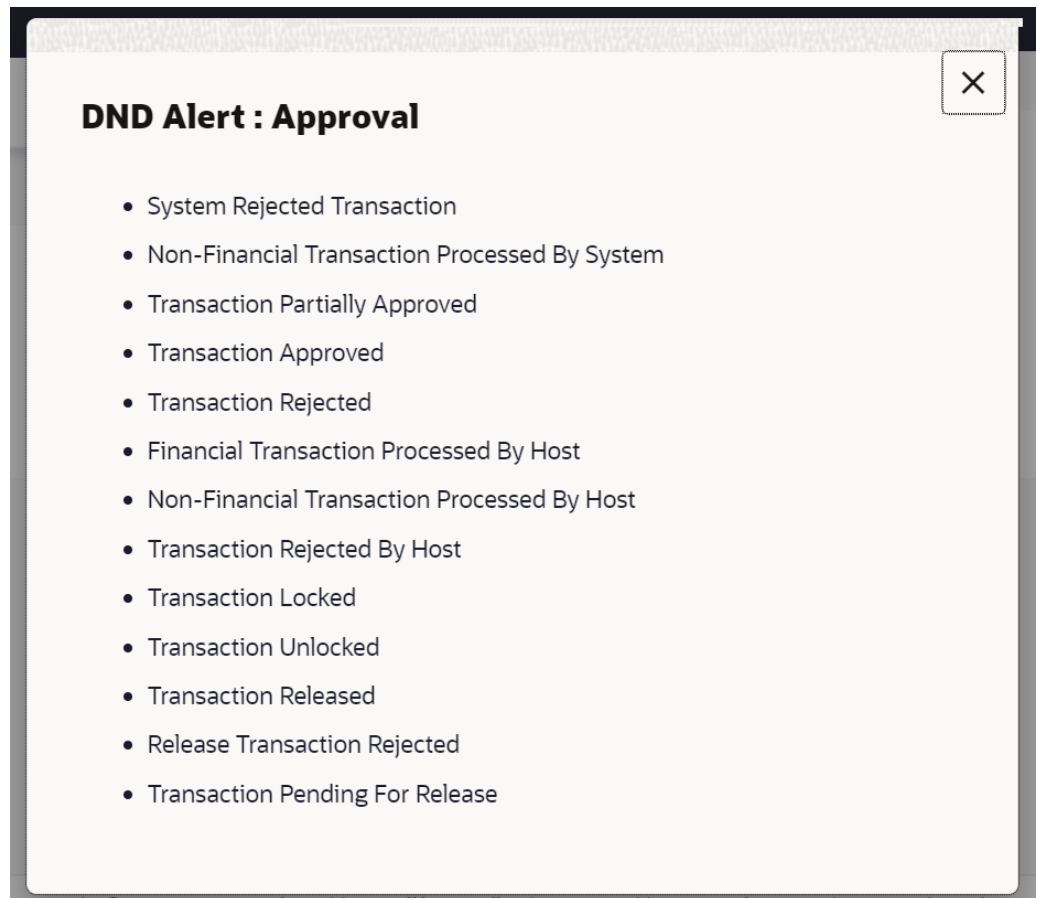 DND Alert : Approval
• System Rejected Transaction
• Non-Financial Transaction Processed By System
• Transaction Partially Approved
• Transaction Approved
• Transaction Rejected
• Financial Transaction Processed By Host
• Non-Financial Transaction Processed By Host
• Transaction Rejected By Host
• Transaction Locked
• Transaction Unlocked
• Transaction Released
• Release Transaction Rejected
• Transaction Pending For Release